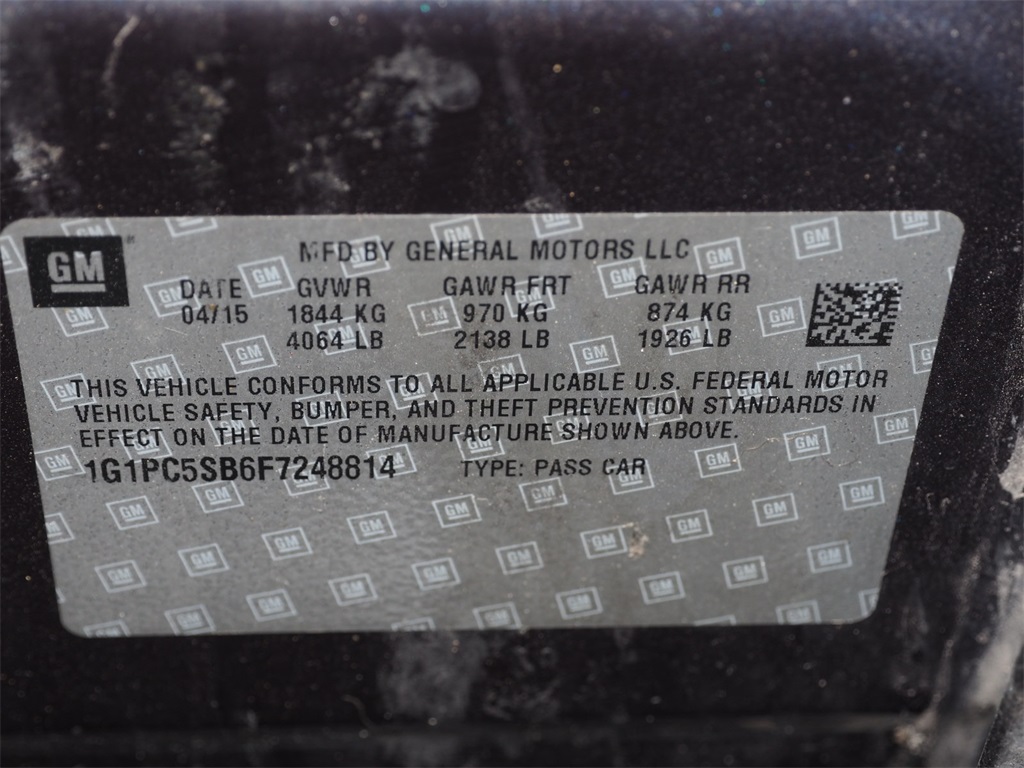 GM
MFD BY GENERAL MOTORS LLC
DATE GVWR GAWR FRT GAWR RR
04/15 1844 KG 970 KG 874 KG
4064 LB 2138 LB 1926 LB
THIS VEHICLE CONFORMS TO ALL APPLICABLE U.S. FEDERAL MOTOR
VEHICLE SAFETY, BUMPER, AND THEFT PREVENTION STANDARDS IN
EFFECT ON THE DATE OF MANUFACTURE SHOWN ABOVE.
1G1PC5SB6F7248814 TYPE: PASS CAR